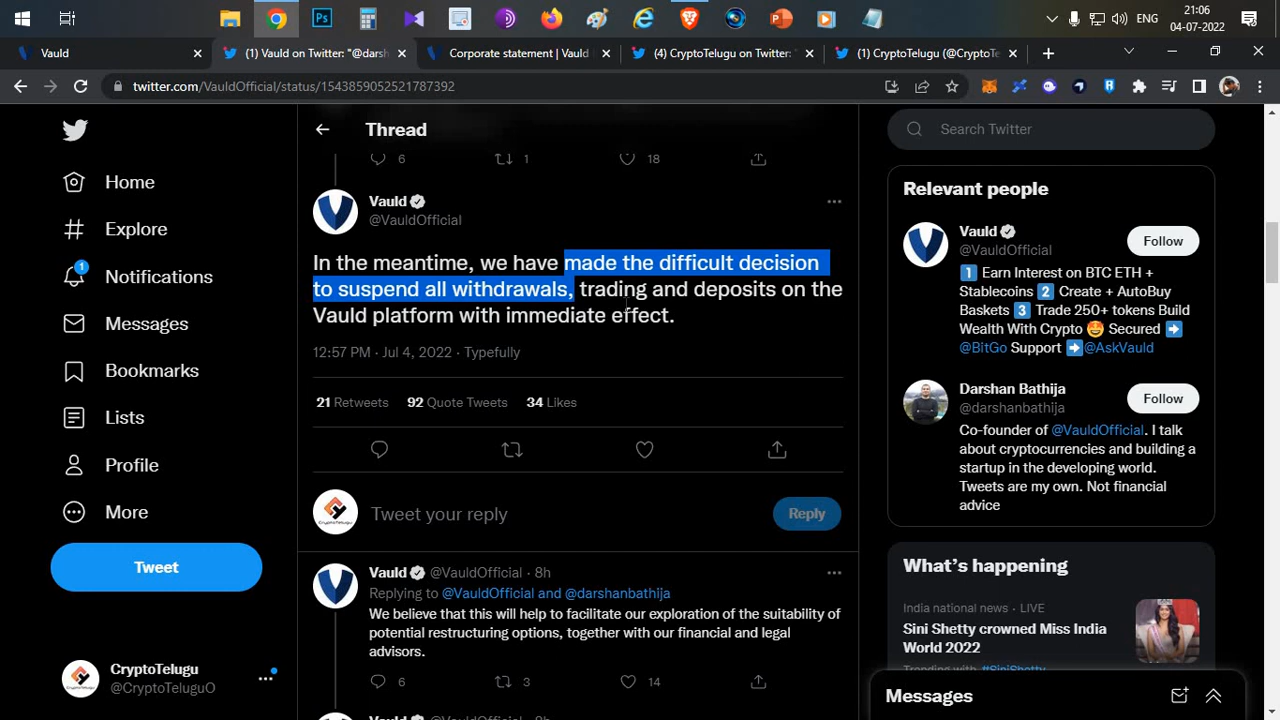 21:06
ENG
04-07-2022
Vauld
(1) Vauld on Twitter: "@darsh
Corporate statement | Vauld
(4) CryptoTelugu on Twitter:
(1) CryptoTelugu (@CryptoTe
twitter.com/VauldOfficial/status/1543859052521787392
Thread
Search Twitter
Home
Explore
1
Notifications
Messages
Bookmarks
Lists
Profile
More
Tweet
CryptoTelugu
@CryptoTeluguO
6 1 18
Vauld
@VauldOfficial
In the meantime, we have made the difficult decision
to suspend all withdrawals, trading and deposits on the
Vauld platform with immediate effect.
12:57 PM · Jul 4, 2022 · Typefully
21 Retweets 92 Quote Tweets 34 Likes
Tweet your reply
Reply
Vauld @VauldOfficial · 8h
Replying to @VauldOfficial and @darshanbathija
We believe that this will help to facilitate our exploration of the suitability of
potential restructuring options, together with our financial and legal
advisors.
6 3 14
Relevant people
Vauld
@VauldOfficial
Follow
1 Earn Interest on BTC ETH +
Stablecoins 2 Create + AutoBuy
Baskets 3 Trade 250+ tokens Build
Wealth With Crypto 🤩 Secured ➡
@BitGo Support ➡@AskVauld
Darshan Bathija
@darshanbathija
Follow
Co-founder of @VauldOfficial. I talk
about cryptocurrencies and building a
startup in the developing world.
Tweets are my own. Not financial
advice
What's happening
India national news · LIVE
Sini Shetty crowned Miss India
World 2022
Trending with #SiniShetty
Messages